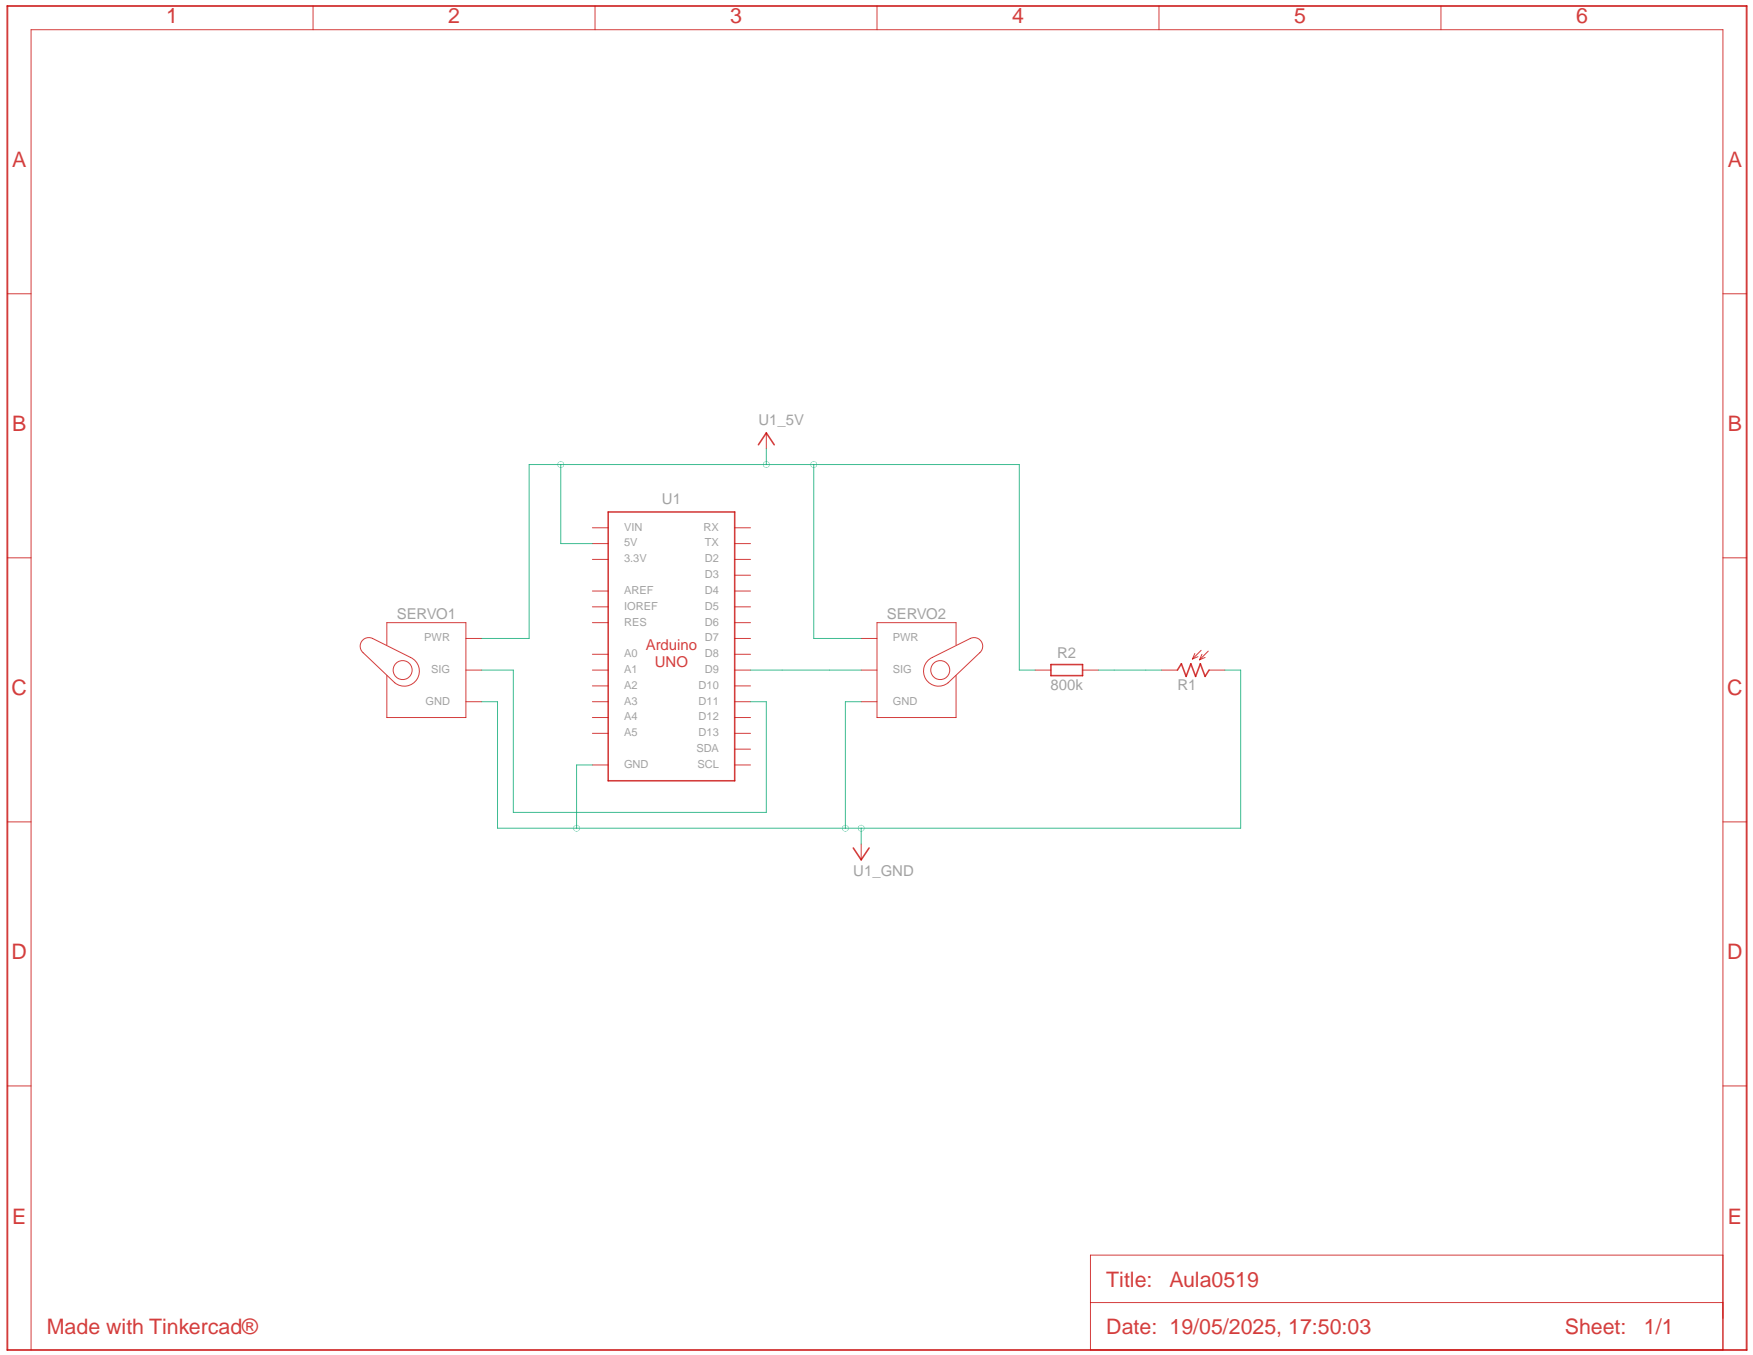 1 2 3 4 5 6
A A
B B
C C
D D
E E
U1_5V
U1
VIN RX
5V TX
3.3V D2
D3
AREF D4
IOREF D5
RES D6
D7
A0 D8
A1 D9
A2 D10
A3 D11
A4 D12
A5 D13
SDA
GND SCL
Arduino
UNO
SERVO1
PWR
SIG
GND
SERVO2
PWR
SIG
GND
R2
800k
R1
U1_GND
Title: Aula0519
Date: 19/05/2025, 17:50:03 Sheet: 1/1
Made with Tinkercad®